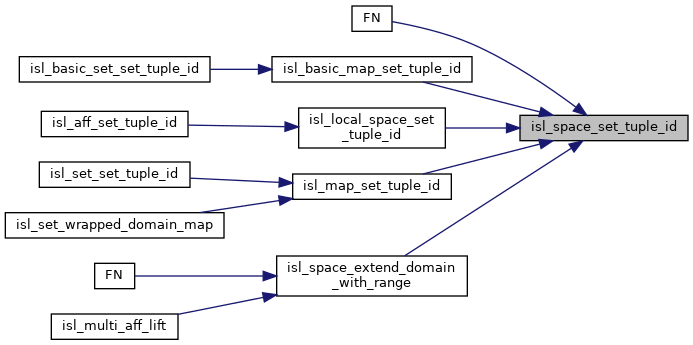 FN
isl_basic_set_set_tuple_id
isl_basic_map_set_tuple_id
isl_aff_set_tuple_id
isl_local_space_set
_tuple_id
isl_space_set_tuple_id
isl_set_set_tuple_id
isl_map_set_tuple_id
isl_set_wrapped_domain_map
FN
isl_space_extend_domain
_with_range
isl_multi_aff_lift